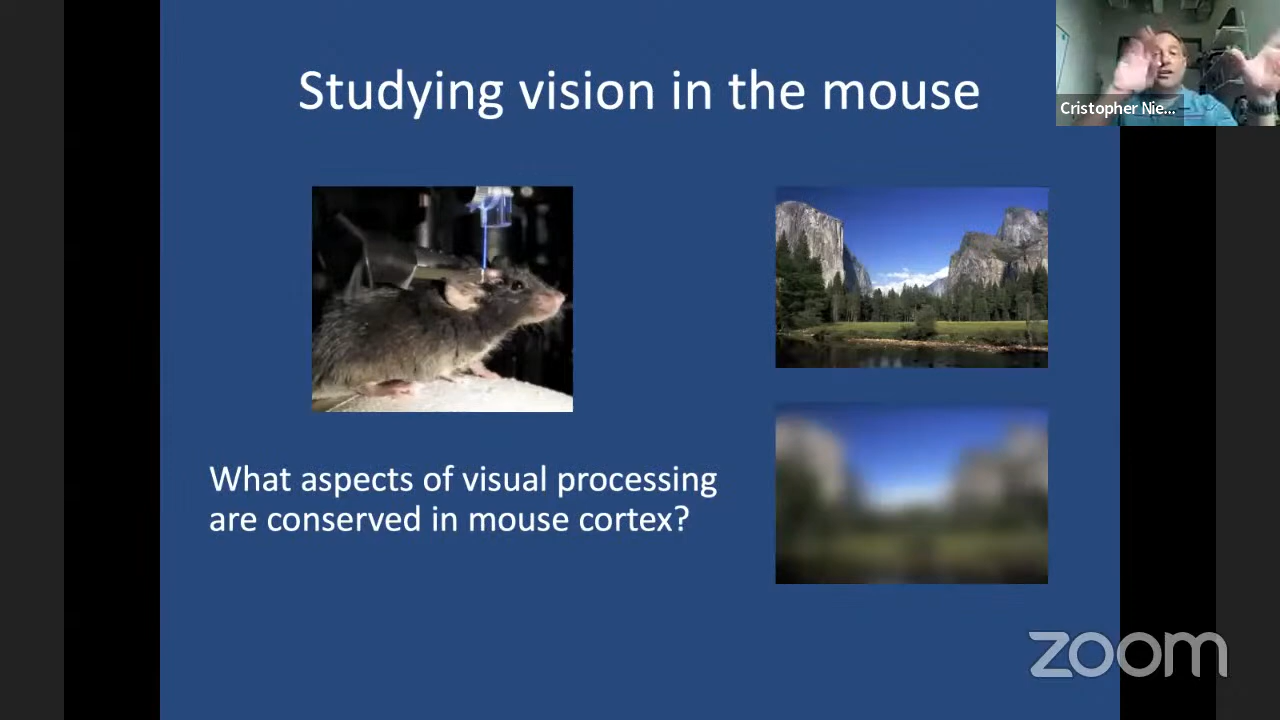 Studying vision in the mouse
Cristopher Nie...
What aspects of visual processing
are conserved in mouse cortex?
zoom